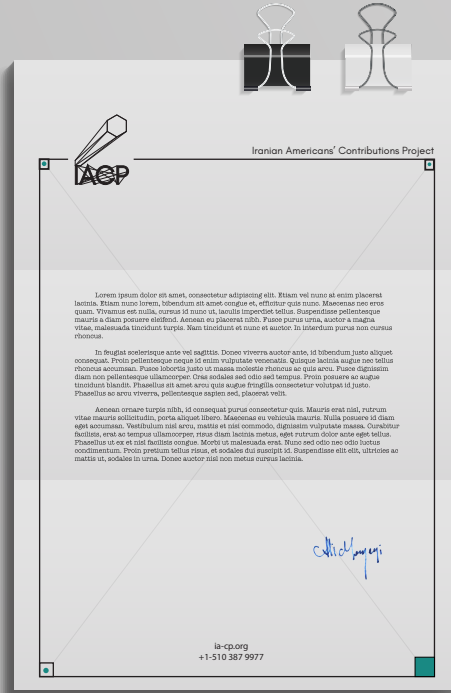 Iranian Americans' Contributions Project
IACP
Lorem ipsum dolor sit amet, consectetur adipiscing elit. Etiam vel nunc at enim placerat
lacinia. Etiam nunc lorem, bibendum sit amet congue et, efficitur quis nunc. Maecenas nec eros
quam. Vivamus est nulla, cursus id nunc ut, iaculis imperdiet tellus. Suspendisse pellentesque
mauris a diam posuere eleifend. Aenean eu placerat nibh. Fusce purus urna, auctor a magna
vitae, malesuada tincidunt turpis. Nam tincidunt et nunc et auctor. In interdum purus non cursus
rhoncus.
In feugiat scelerisque ante vel sagittis. Donec viverra auctor ante, id bibendum justo aliquet
consequat. Proin pellentesque neque id enim vulputate venenatis. Quisque lacinia augue nec tellus
rhoncus accumsan. Fusce lobortis justo ut massa molestie rhoncus ac quis arcu. Fusce dignissim
diam non pellentesque ullamcorper. Cras sodales sed odio sed tempus. Proin posuere ac augue
tincidunt blandit. Phasellus sit amet arcu quis augue fringilla consectetur volutpat id justo.
Phasellus ac arcu viverra, pellentesque sapien sed, placerat velit.
Aenean ornare turpis nibh, id consequat purus consectetur quis. Mauris erat nisl, rutrum
vitae mauris sollicitudin, porta aliquet libero. Maecenas vehicula mauris. Nulla posuere id diam
eget accumsan. Vestibulum nisl arcu, mattis et nisi commodo, dignissim vulputate massa. Curabitur
facilisis, erat ac tempus ullamcorper, risus diam lacinia metus, eget rutrum dolor ante eget tellus.
Phasellus ut ex et nisl facilisis congue. Morbi ut malesuada erat. Nunc sed odio nec odio luctus
condimentum. Proin pretium tellus risus, et sodales dui suscipit id. Suspendisse elit elit, ultricies ac
mattis ut, sodales in urna. Donec auctor nisl non metus cursus lacinia.
ia-cp.org
+1-510 387 9977